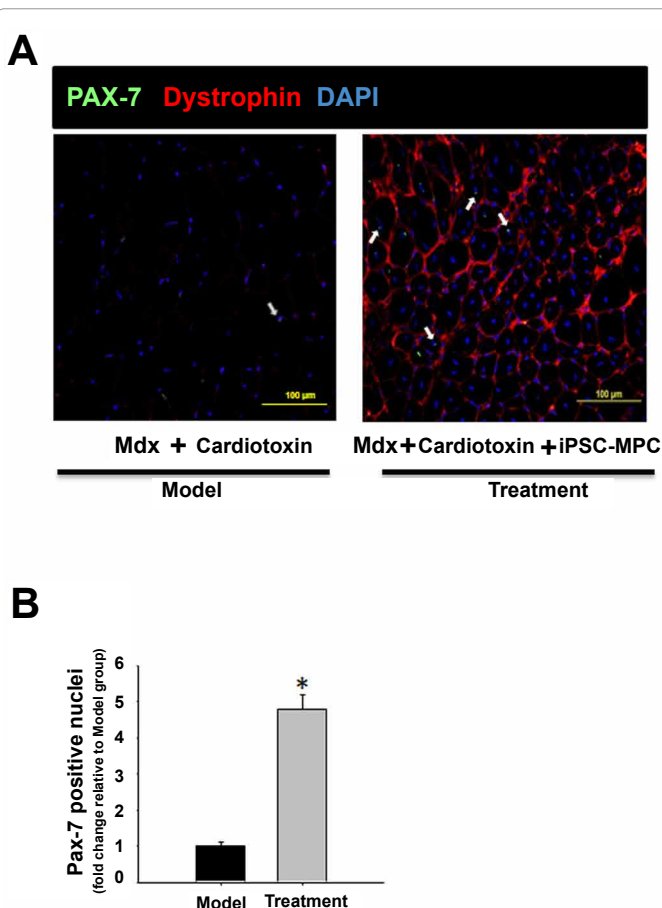 A
PAX-7 Dystrophin DAPI
100 µm
100 µm
Mdx + Cardiotoxin
Mdx+Cardiotoxin +iPSC-MPC
Model
Treatment
B
Pax-7 positive nuclei
(fold change relative to Model group)
6
5
4
3
2
1
0
*
Model
Treatment